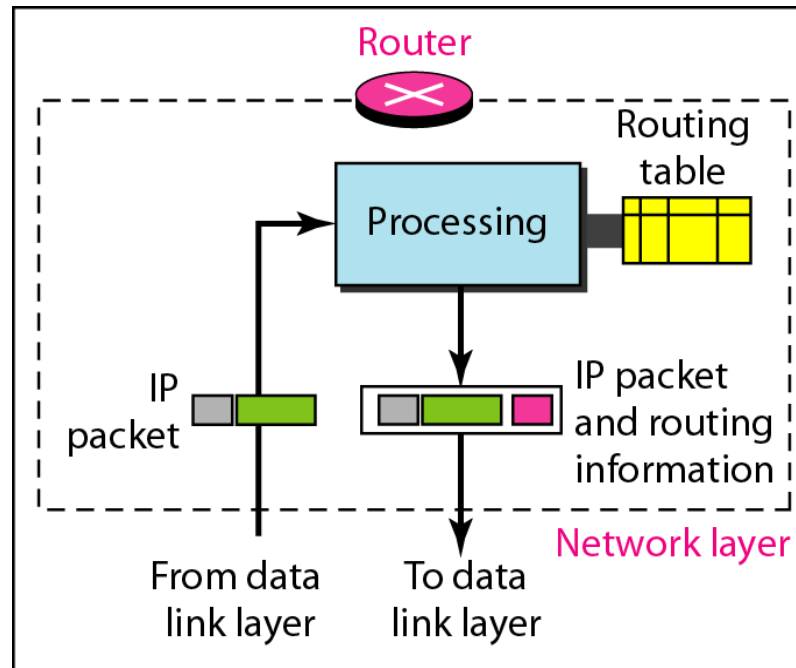 Router
Routing
table
Processing
IP
packet
IP packet
and routing
information
Network layer
From data
link layer
To data
link layer